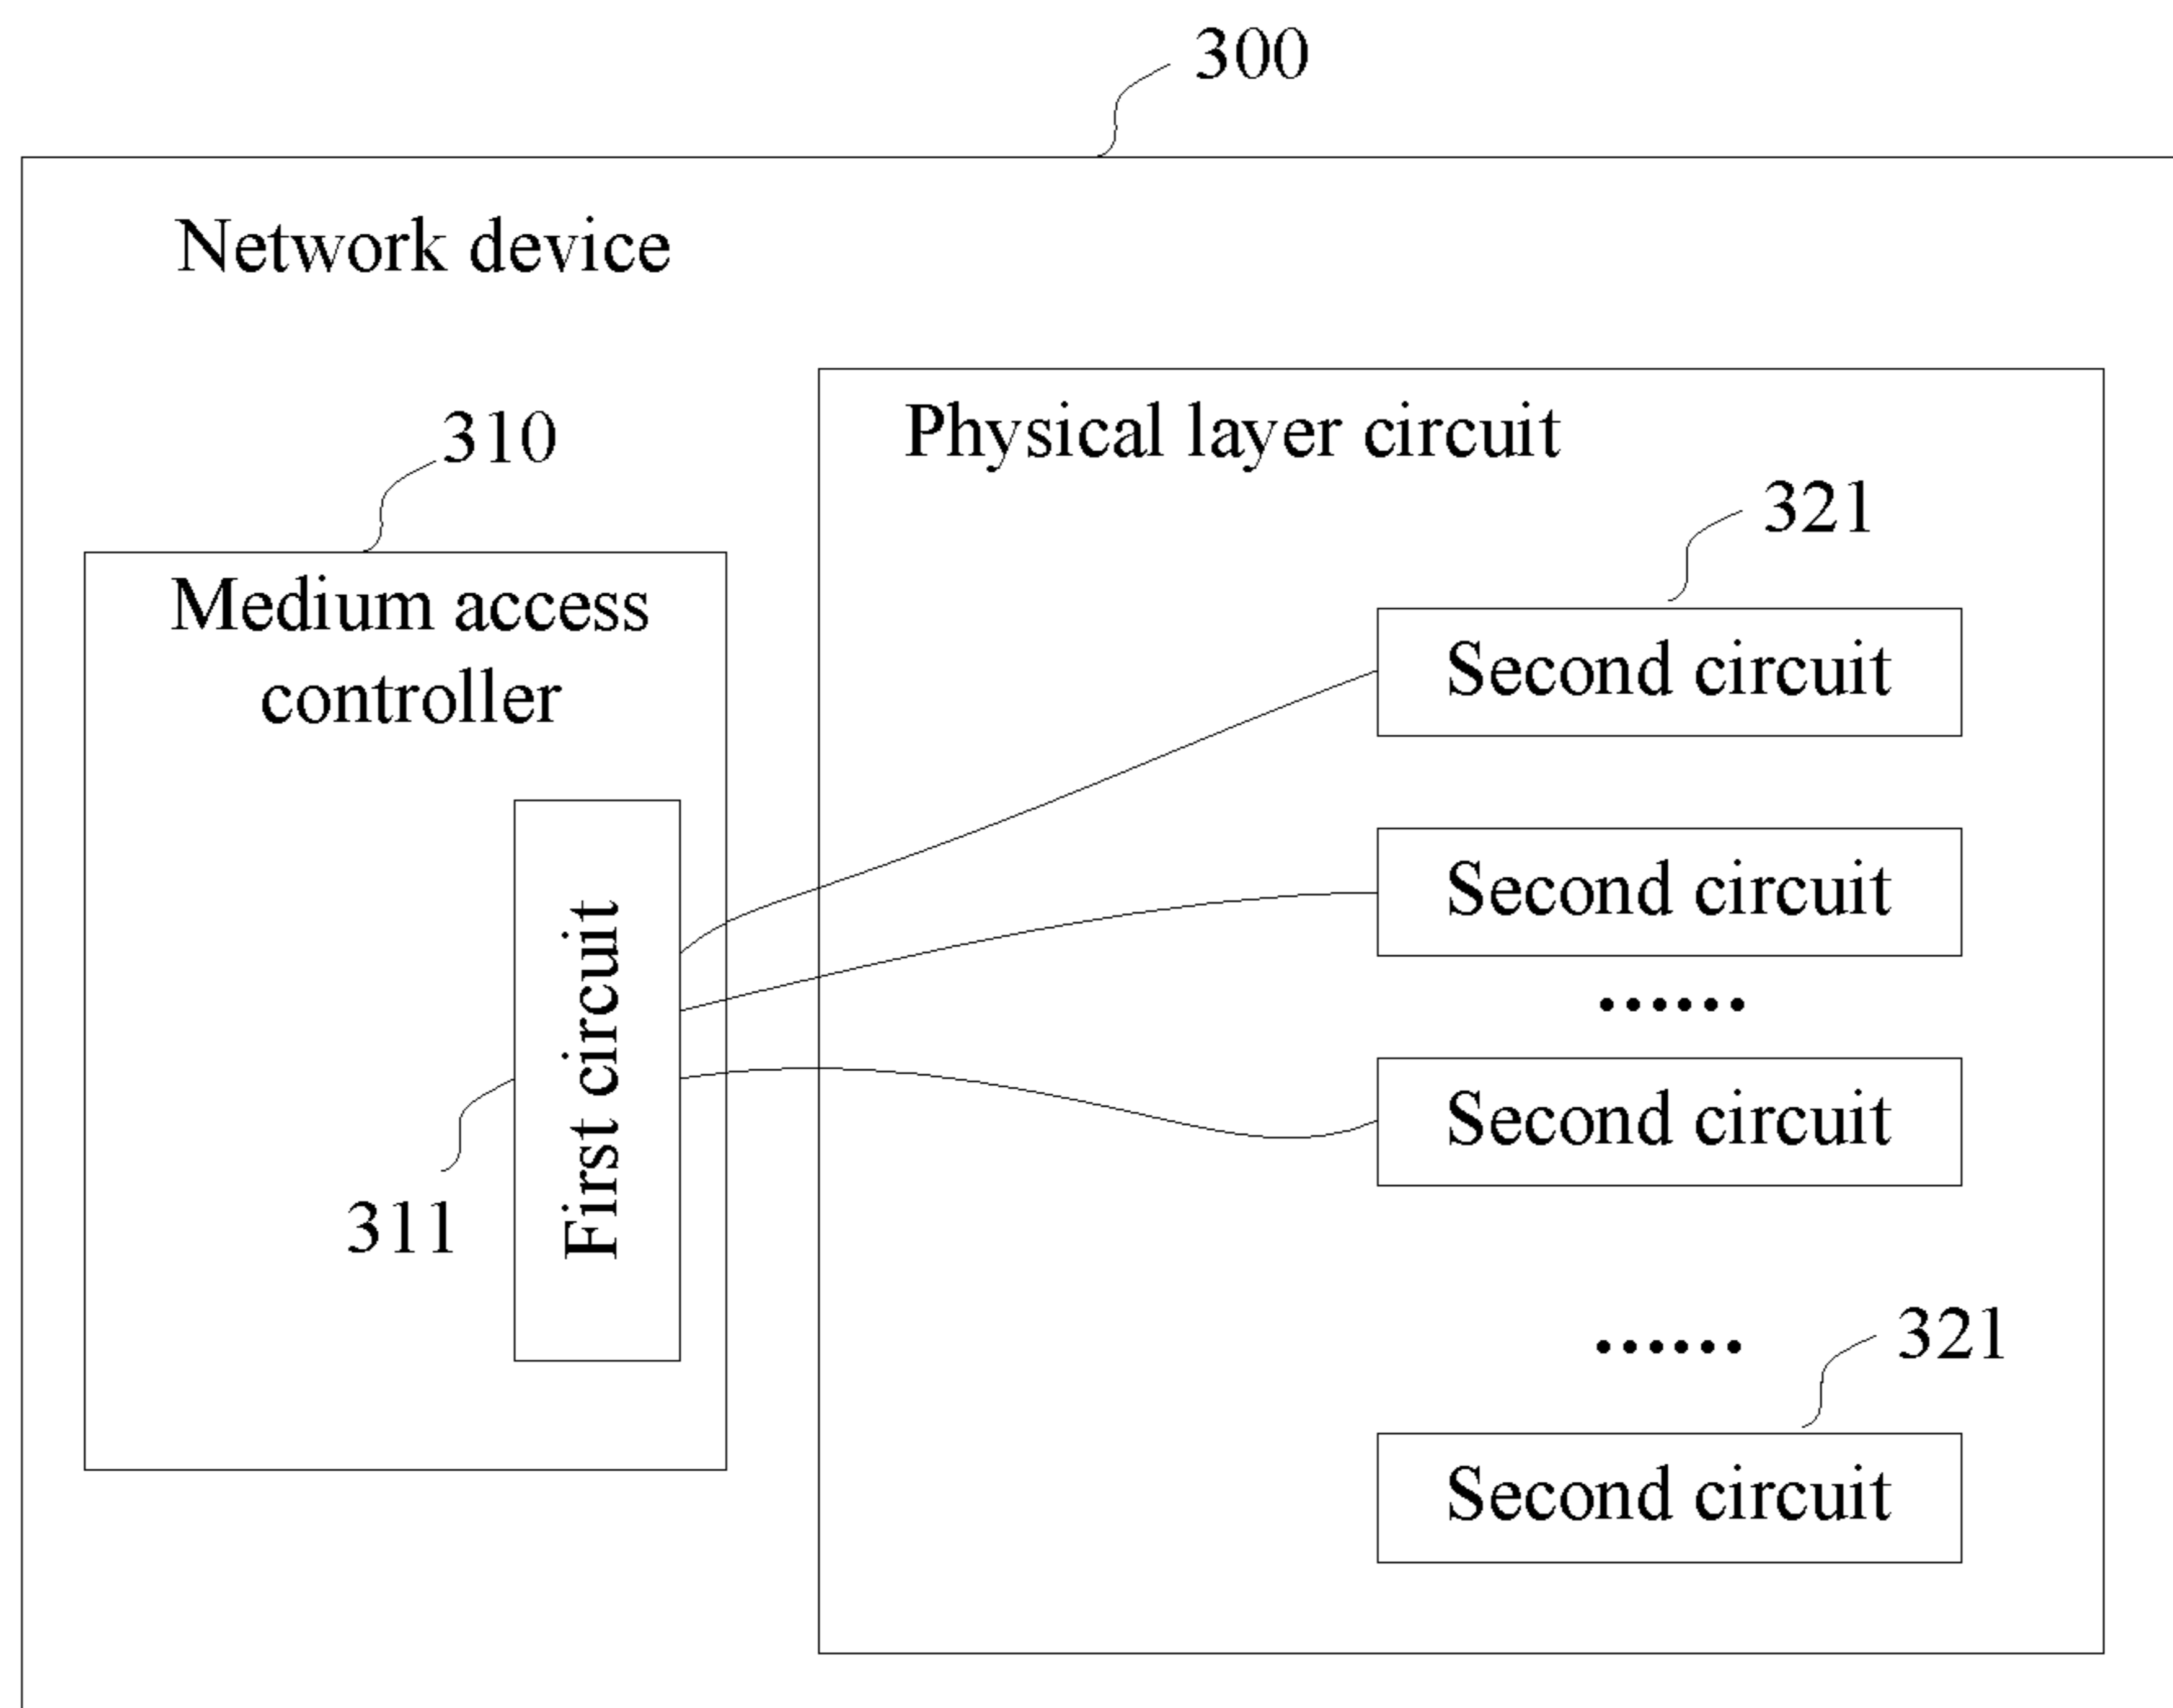 300
Network device
310
Physical layer circuit
321
Medium access
controller
Second circuit
Second circuit
......
First circuit
Second circuit
311
......
321
Second circuit